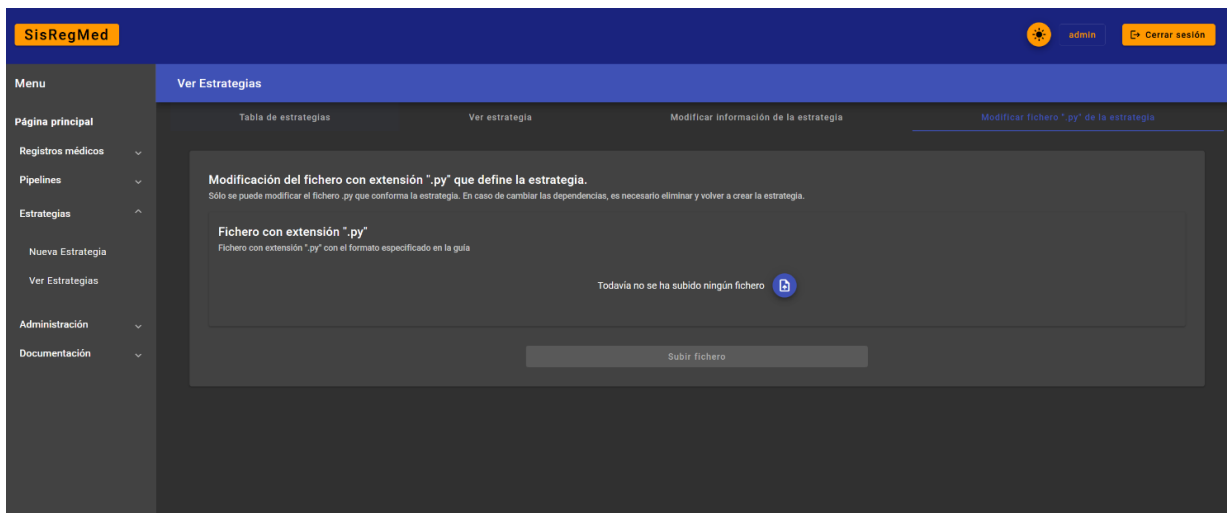 SisRegMed
admin
Cerrar sesión
Menu
Ver Estrategias
Página principal
Registros médicos
Pipelines
Estrategias
Nueva Estrategia
Ver Estrategias
Administración
Documentación
Tabla de estrategias
Ver estrategia
Modificar información de la estrategia
Modificar fichero ".py" de la estrategia
Modificación del fichero con extensión ".py" que define la estrategia.
Sólo se puede modificar el fichero .py que conforma la estrategia. En caso de cambiar las dependencias, es necesario eliminar y volver a crear la estrategia.
Fichero con extensión ".py"
Fichero con extensión ".py" con el formato especificado en la guía
Todavía no se ha subido ningún fichero
Subir fichero